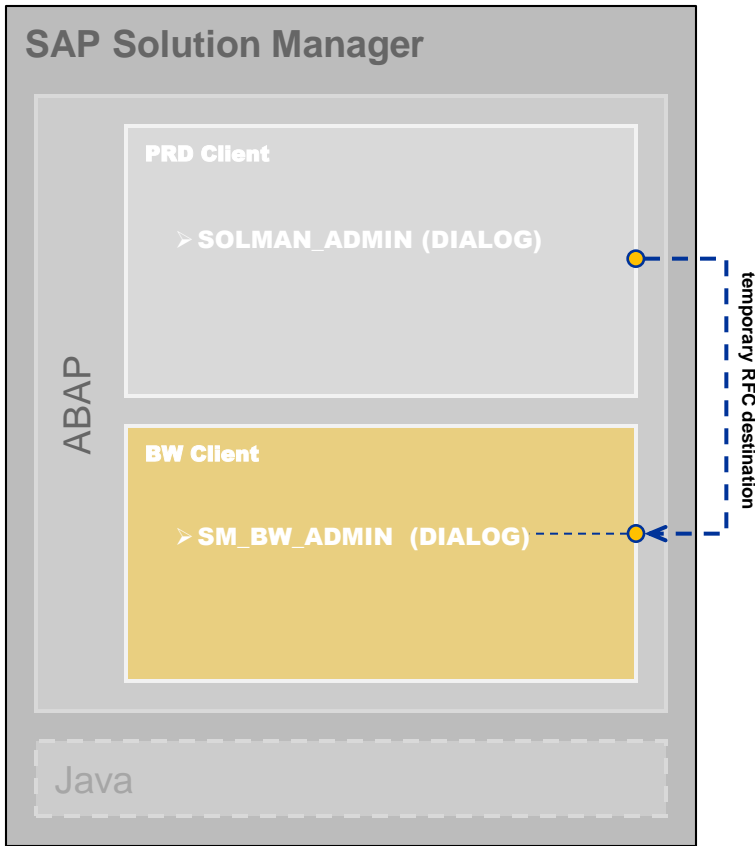 SAP Solution Manager
ABAP
PRD Client
➢ SOLMAN_ADMIN (DIALOG)
temporary RFC destination
BW Client
➢ SM_BW_ADMIN (DIALOG)
Java